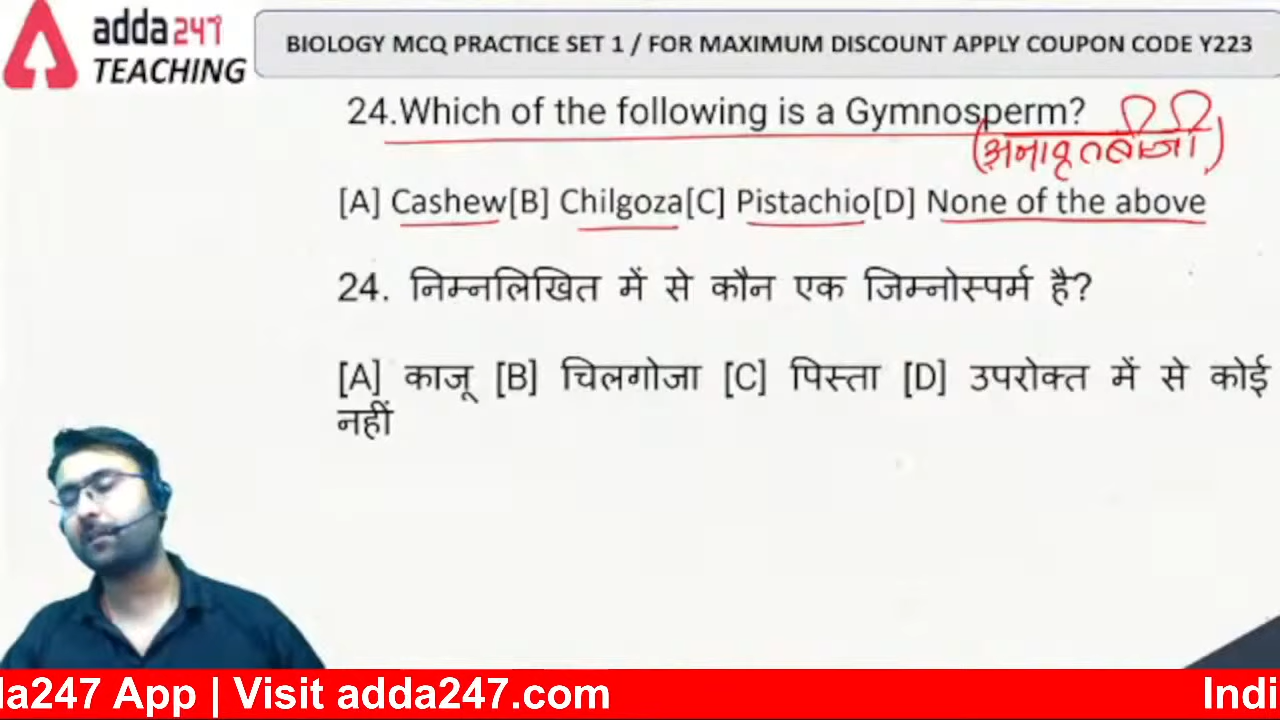 adda247
TEACHING
BIOLOGY MCQ PRACTICE SET 1 / FOR MAXIMUM DISCOUNT APPLY COUPON CODE Y223
24.Which of the following is a Gymnosperm?
(अनावृतबीजी)
[A] Cashew[B] Chilgoza[C] Pistachio[D] None of the above
24. निम्नलिखित में से कौन एक जिम्नोस्पर्म है?
[A] काजू [B] चिलगोजा [C] पिस्ता [D] उपरोक्त में से कोई
नहीं
da247 App | Visit adda247.com
Indi